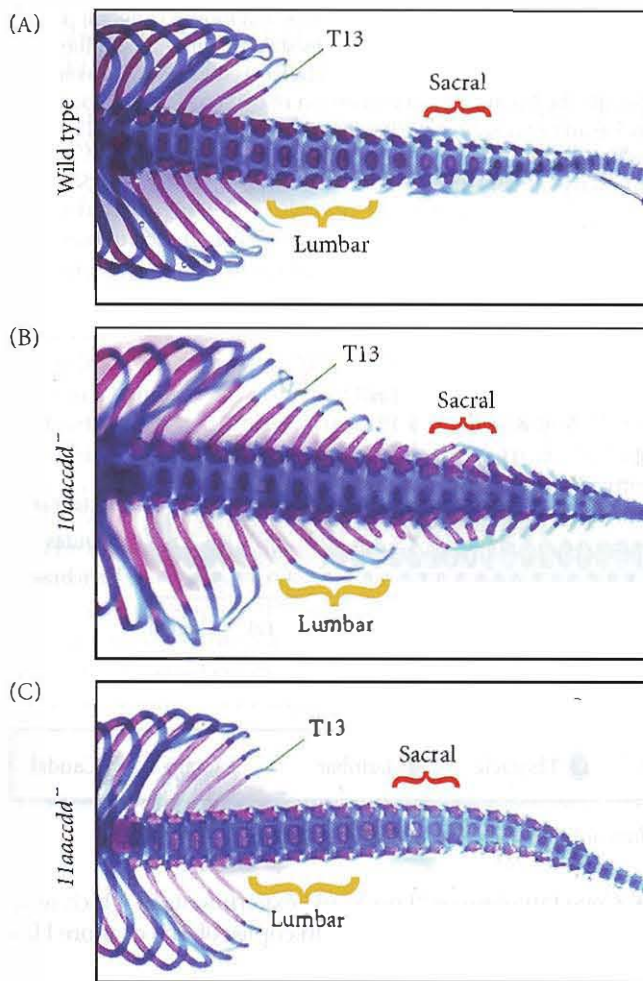 (A)
Wild type
T13
Sacral
Lumbar
(B)
10aaccdd--
T13
Sacral
Lumbar
(C)
11aaccdd--
T13
Sacral
Lumbar